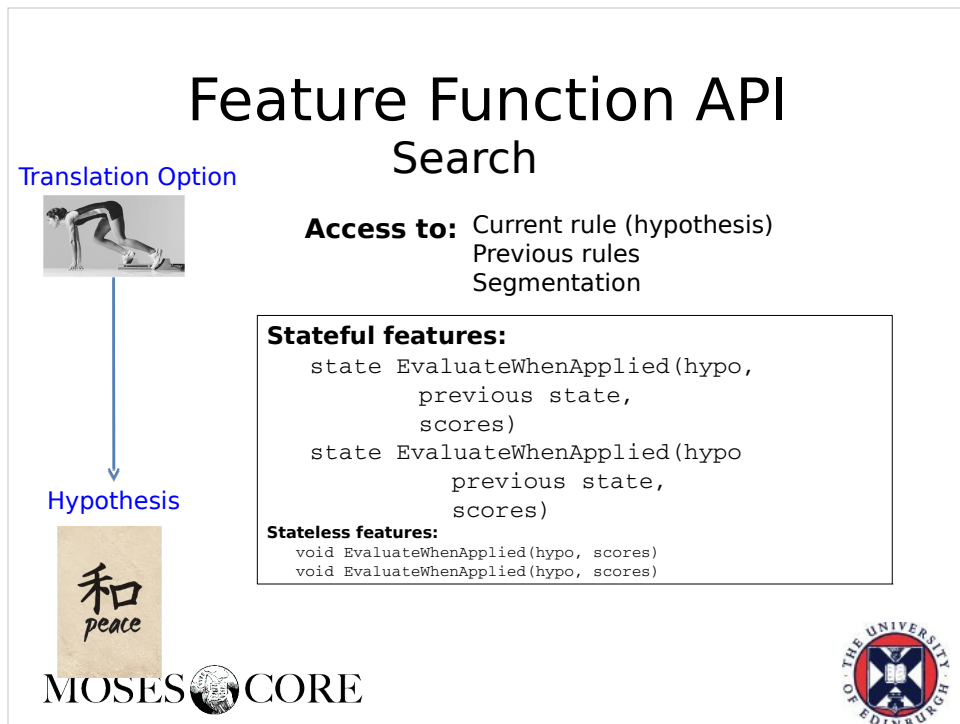 Feature Function API
Search
Translation Option
Access to: Current rule (hypothesis)
Previous rules
Segmentation
Stateful features:
state EvaluateWhenApplied(hypo,
previous state,
scores)
state EvaluateWhenApplied(hypo
previous state,
scores)
Stateless features:
void EvaluateWhenApplied(hypo, scores)
void EvaluateWhenApplied(hypo, scores)
Hypothesis
和
peace
MOSES CORE
THE UNIVERSITY OF EDINBURGH